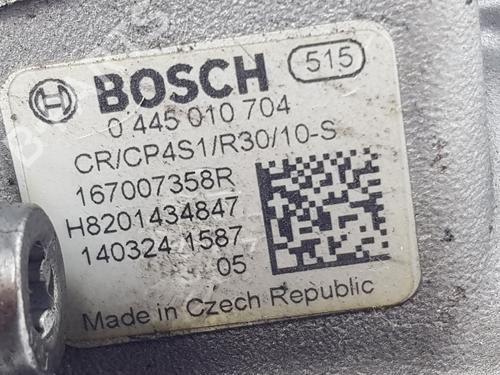 BOSCH 515
0 445 010 704
CR/CP4S1/R30/10-S
167007358R
H8201434847
140324 1587
05
Made in Czech Republic